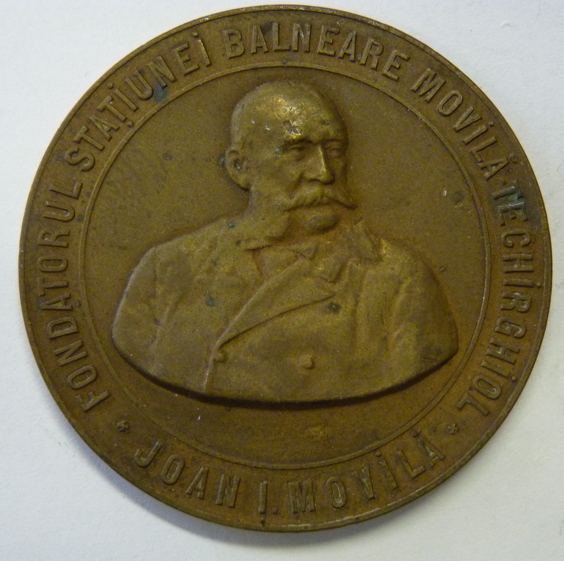 FONDATORUL STAȚIUNEI BALNEARE MOVILĂ TECHIRGHIOL
* JOAN I. MOVILĂ *